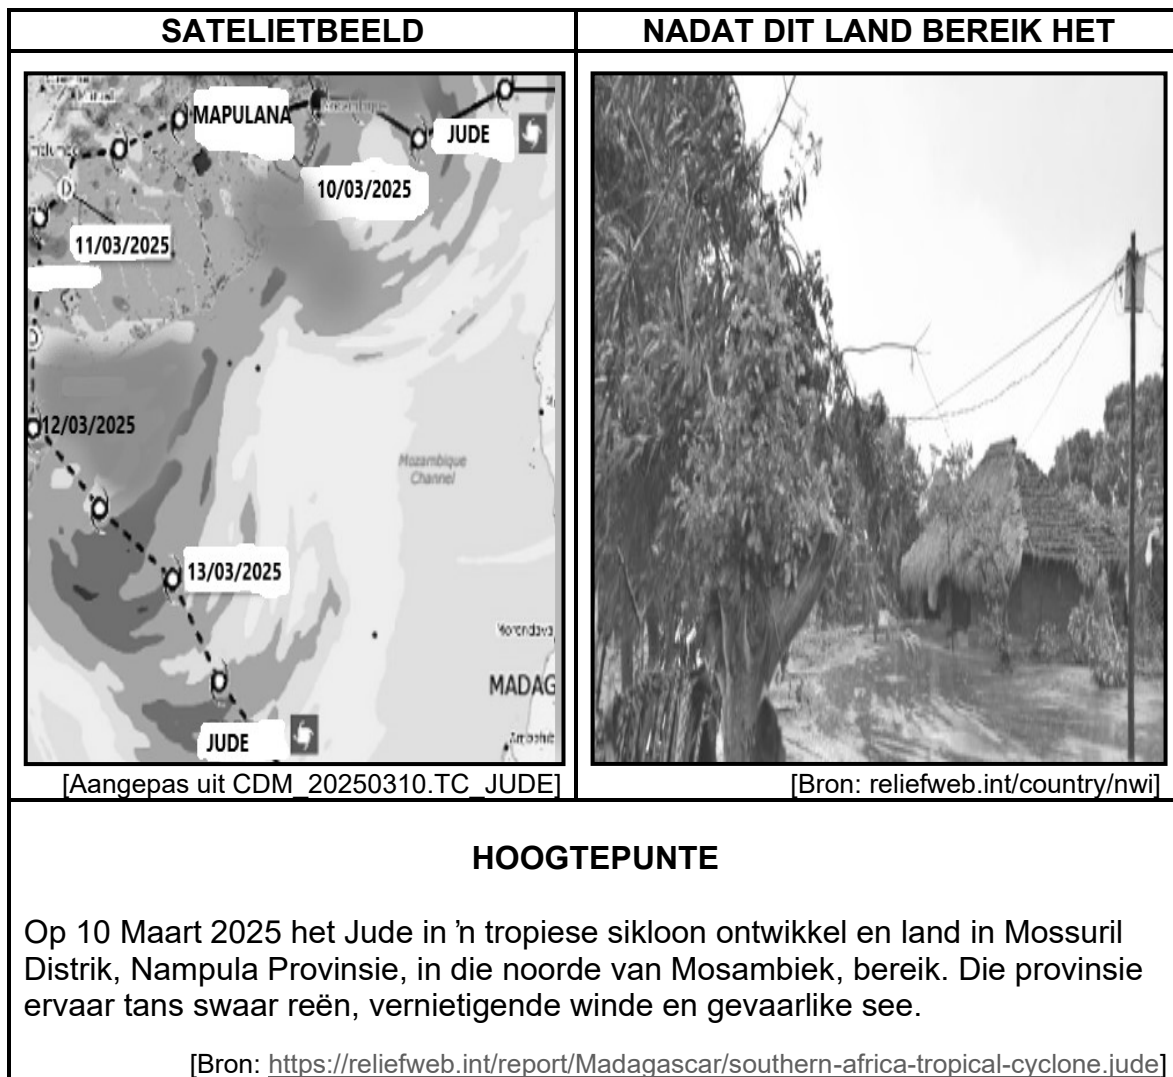 SATELIETBEELD
NADAT DIT LAND BEREIK HET
MAPULANA
JUDE
10/03/2025
11/03/2025
12/03/2025
Mozambique
Channel
13/03/2025
Morondava
MADAG
JUDE
[Aangepas uit CDM_20250310.TC_JUDE]
[Bron: reliefweb.int/country/nwi]
HOOGTEPUNTE
Op 10 Maart 2025 het Jude in ’n tropiese sikloon ontwikkel en land in Mossuril
Distrik, Nampula Provinsie, in die noorde van Mosambiek, bereik. Die provinsie
ervaar tans swaar reën, vernietigende winde en gevaarlike see.
[Bron: https://reliefweb.int/report/Madagascar/southern-africa-tropical-cyclone.jude]